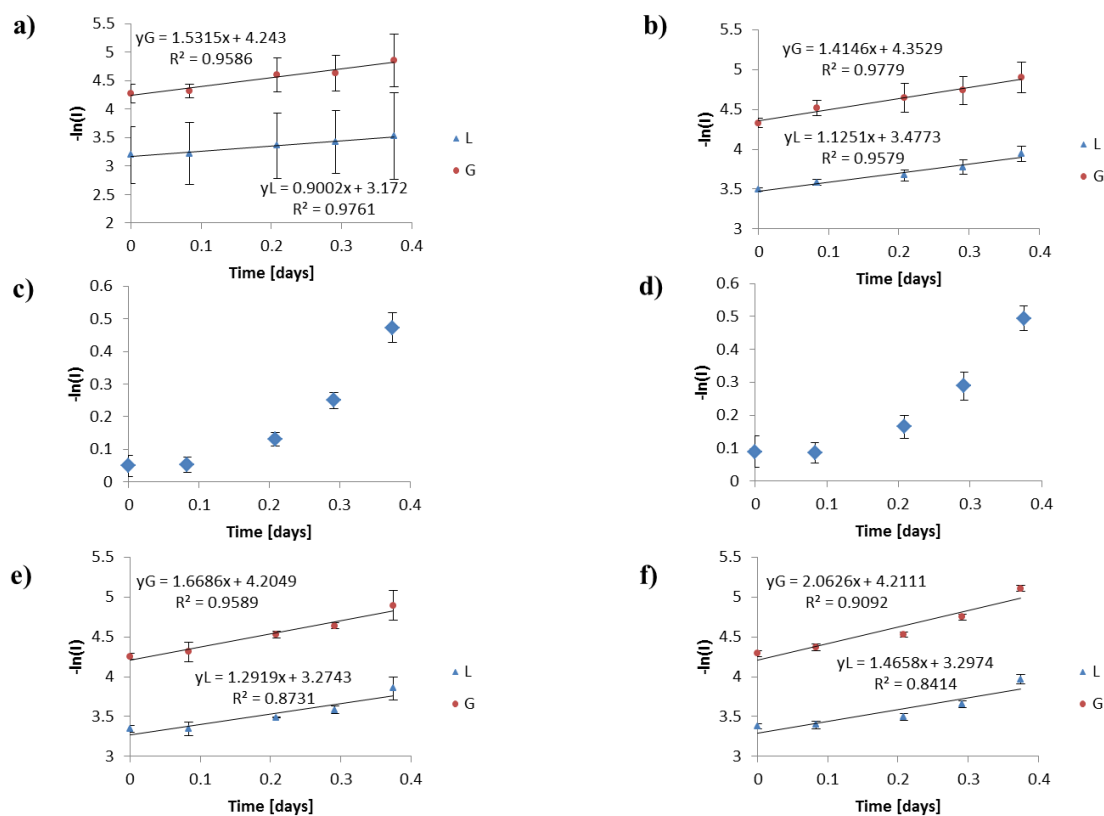 a)
5.5
5
4.5
4
3.5
3
2.5
2
-ln(I)
yG = 1.5315x + 4.243
R² = 0.9586
yL = 0.9002x + 3.172
R² = 0.9761
0 0.1 0.2 0.3 0.4
Time [days]
L
G
b)
5.5
5
4.5
4
3.5
3
-ln(I)
yG = 1.4146x + 4.3529
R² = 0.9779
yL = 1.1251x + 3.4773
R² = 0.9579
0 0.1 0.2 0.3 0.4
Time [days]
L
G
c)
0.6
0.5
0.4
0.3
0.2
0.1
0
-ln(I)
0 0.1 0.2 0.3 0.4
Time [days]
d)
0.6
0.5
0.4
0.3
0.2
0.1
0
-ln(I)
0 0.1 0.2 0.3 0.4
Time [days]
e)
5.5
5
4.5
4
3.5
3
-ln(I)
yG = 1.6686x + 4.2049
R² = 0.9589
yL = 1.2919x + 3.2743
R² = 0.8731
0 0.1 0.2 0.3 0.4
Time [days]
L
G
f)
5.5
5
4.5
4
3.5
3
-ln(I)
yG = 2.0626x + 4.2111
R² = 0.9092
yL = 1.4658x + 3.2974
R² = 0.8414
0 0.1 0.2 0.3 0.4
Time [days]
L
G